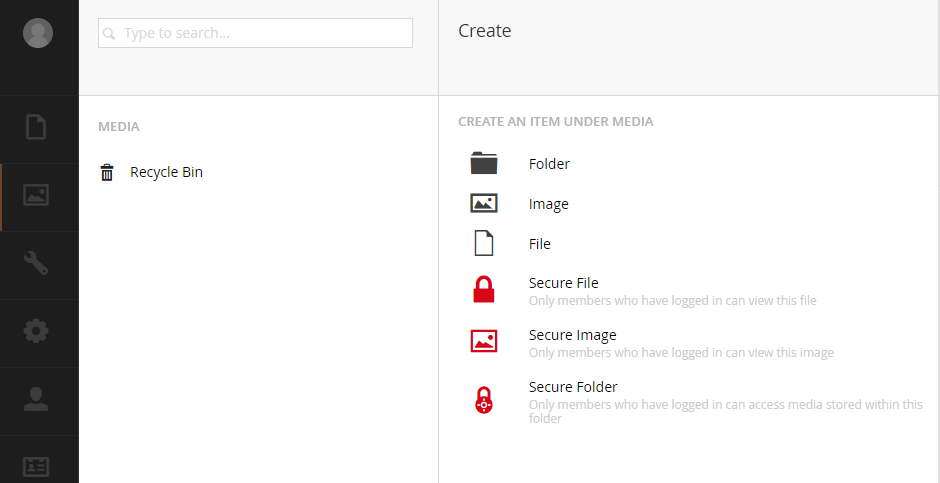 Type to search...
Create
MEDIA
Recycle Bin
CREATE AN ITEM UNDER MEDIA
Folder
Image
File
Secure File
Only members who have logged in can view this file
Secure Image
Only members who have logged in can view this image
Secure Folder
Only members who have logged in can access media stored within this
folder